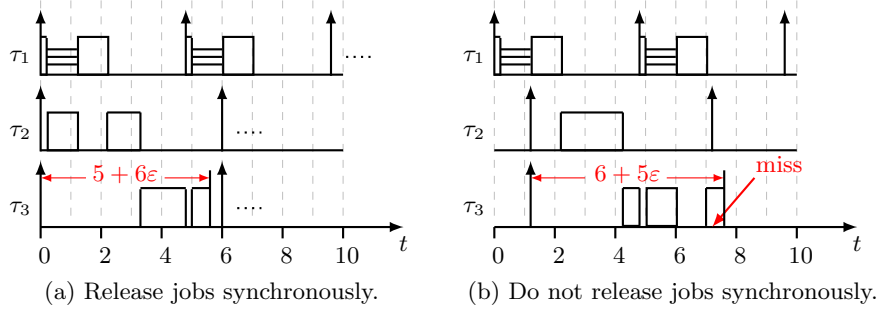 τ1 ....
τ2 ....
5 + 6ε
τ3 ....
0 2 4 6 8 10 t
(a) Release jobs synchronously.
τ1
τ2
6 + 5ε miss
τ3
0 2 4 6 8 10 t
(b) Do not release jobs synchronously.